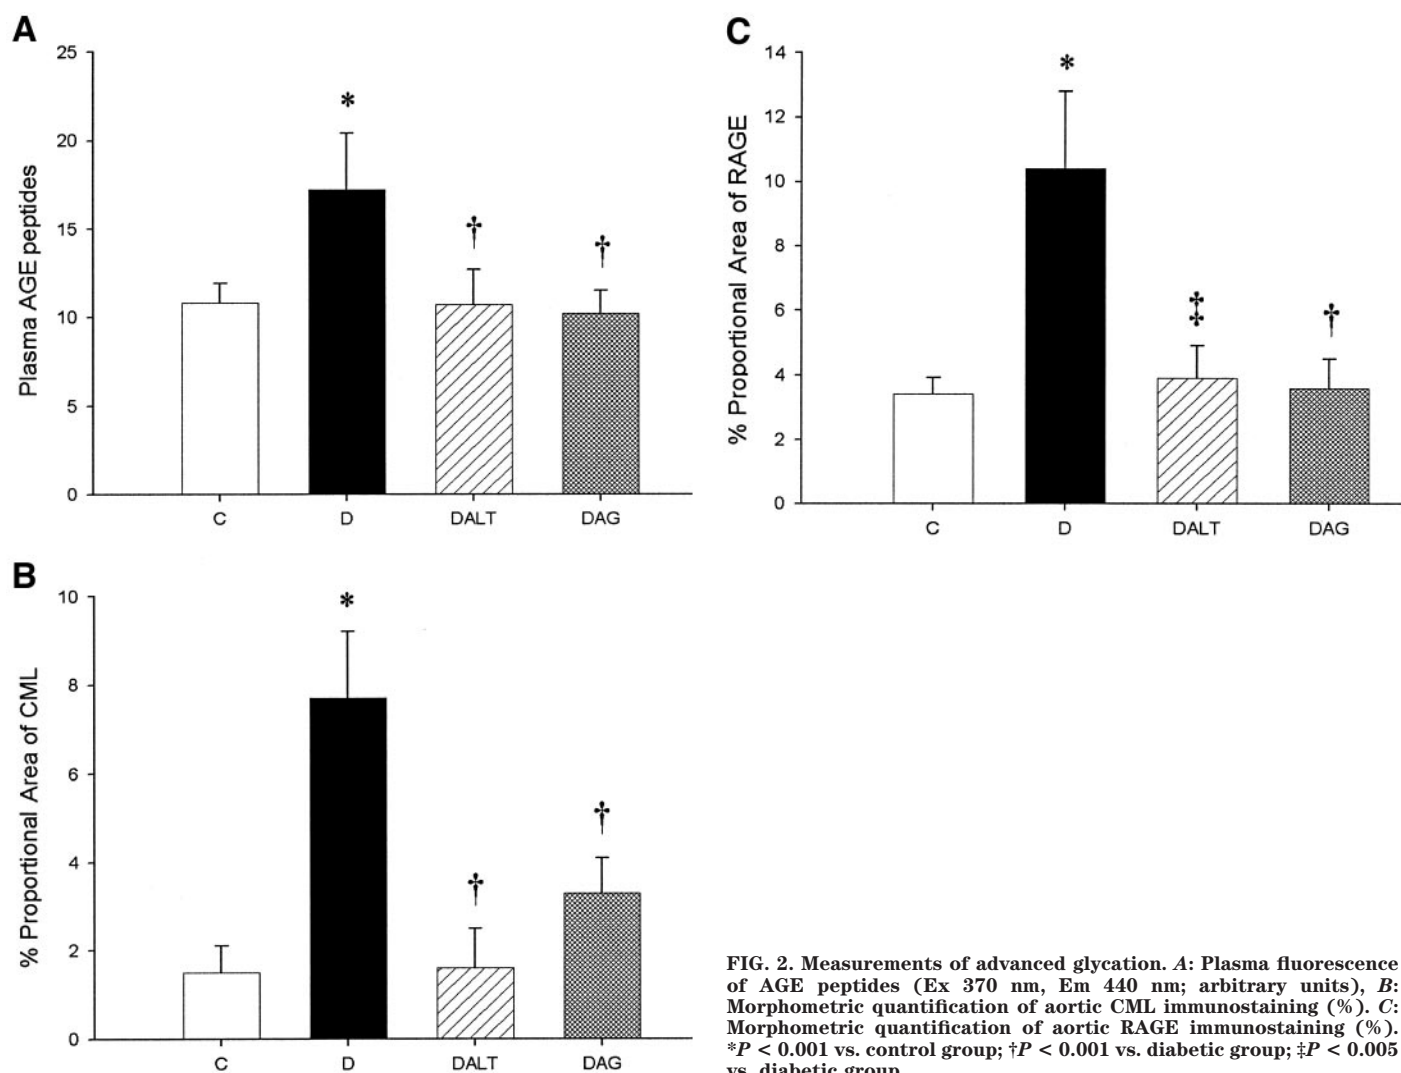 A
25
20
15
10
5
0
Plasma AGE peptides
*
†
†
C D DALT DAG
B
10
8
6
4
2
0
% Proportional Area of CML
*
†
†
C D DALT DAG
C
14
12
10
8
6
4
2
0
% Proportional Area of RAGE
*
‡
†
C D DALT DAG
FIG. 2. Measurements of advanced glycation. A: Plasma fluorescence
of AGE peptides (Ex 370 nm, Em 440 nm; arbitrary units), B:
Morphometric quantification of aortic CML immunostaining (%). C:
Morphometric quantification of aortic RAGE immunostaining (%).
*P < 0.001 vs. control group; †P < 0.001 vs. diabetic group; ‡P < 0.005
vs. diabetic group